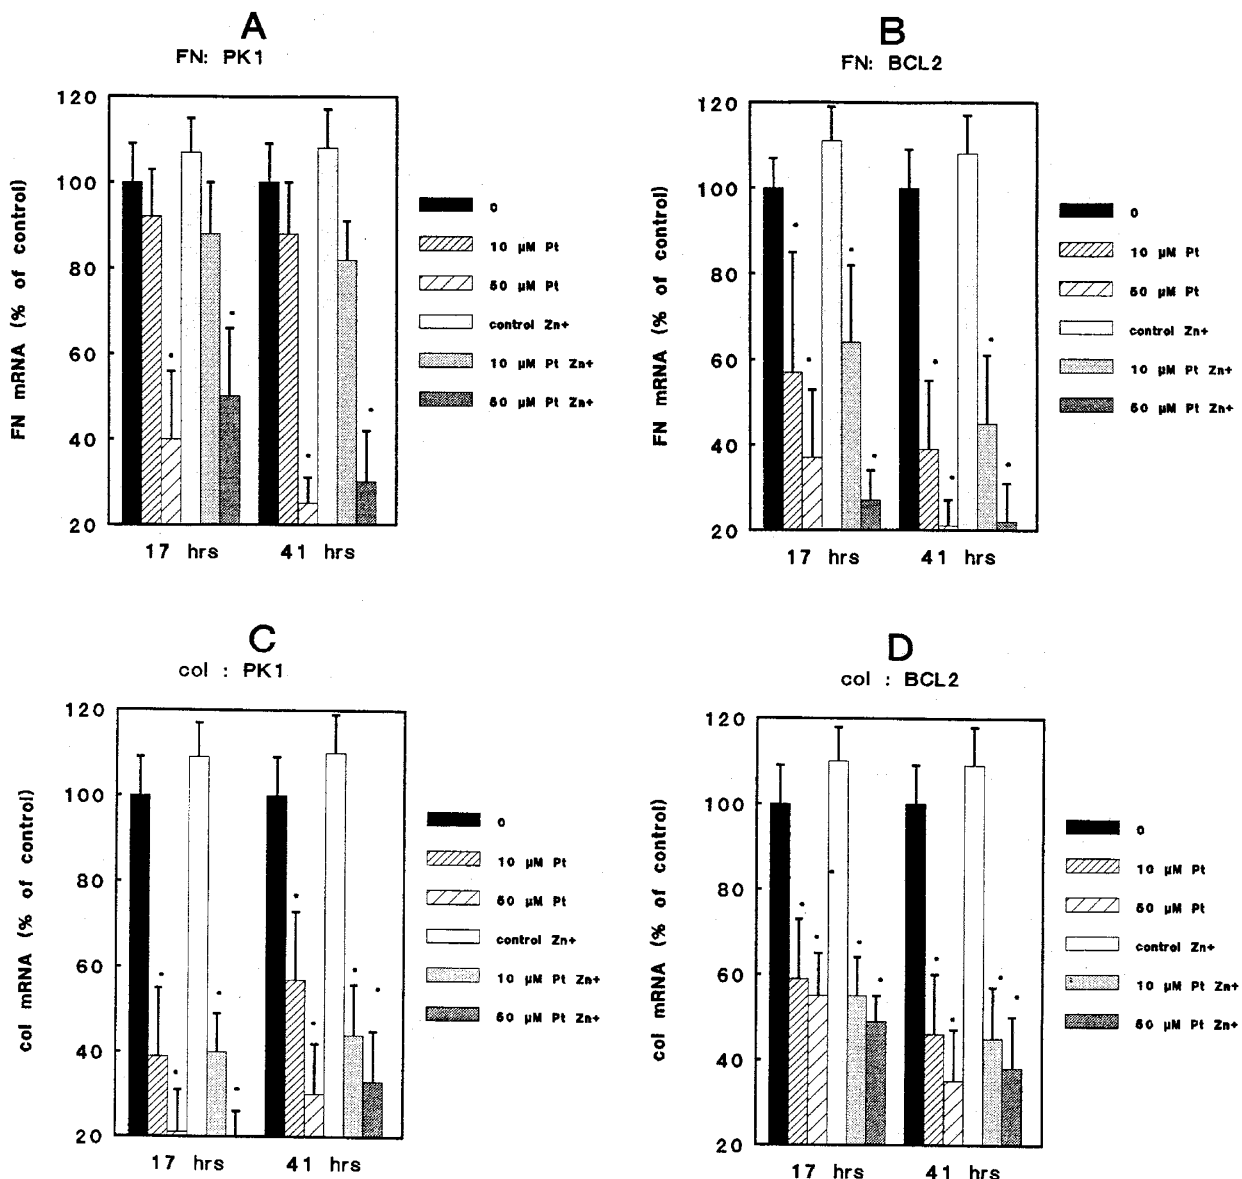 A
FN: PK1
FN mRNA (% of control)
120
100
80
60
40
20
17 hrs
41 hrs
0
10 µM Pt
50 µM Pt
control Zn+
10 µM Pt Zn+
50 µM Pt Zn+
B
FN: BCL2
FN mRNA (% of control)
120
100
80
60
40
20
17 hrs
41 hrs
0
10 µM Pt
50 µM Pt
control Zn+
10 µM Pt Zn+
50 µM Pt Zn+
C
col : PK1
col mRNA (% of control)
120
100
80
60
40
20
17 hrs
41 hrs
0
10 µM Pt
50 µM Pt
control Zn+
10 µM Pt Zn+
50 µM Pt Zn+
D
col : BCL2
col mRNA (% of control)
120
100
80
60
40
20
17 hrs
41 hrs
0
10 µM Pt
50 µM Pt
control Zn+
10 µM Pt Zn+
50 µM Pt Zn+